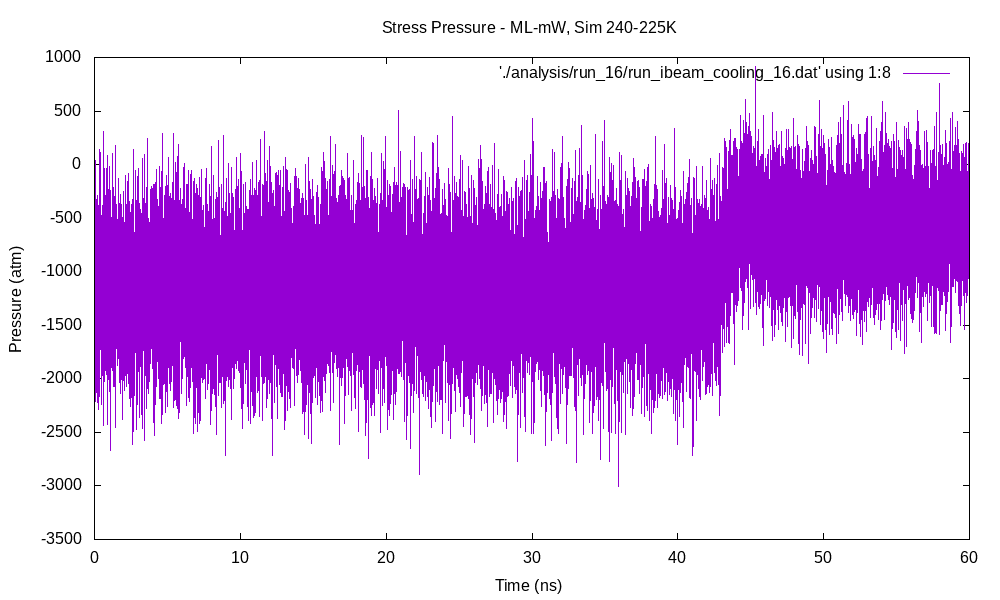 Stress Pressure - ML-mW, Sim 240-225K
'./analysis/run_16/run_ibeam_cooling_16.dat' using 1:8
1000
500
0
-500
-1000
-1500
-2000
-2500
-3000
-3500
Pressure (atm)
0 10 20 30 40 50 60
Time (ns)